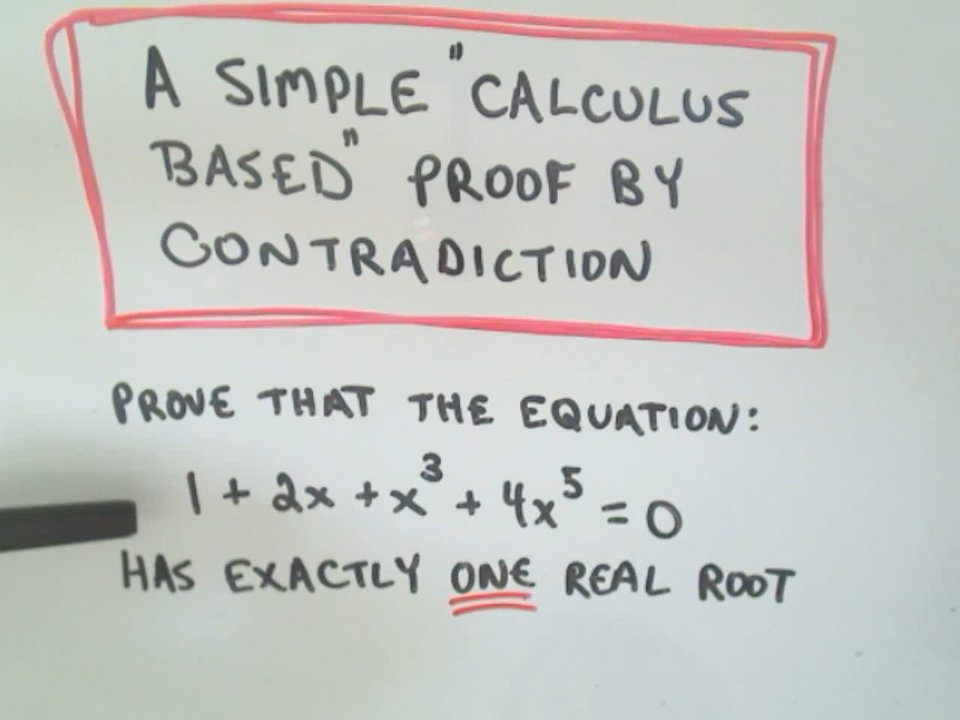 A SIMPLE "CALCULUS
BASED" PROOF BY
CONTRADICTION
PROVE THAT THE EQUATION:
1 + 2x + x³ + 4x⁵ = 0
HAS EXACTLY ONE REAL ROOT